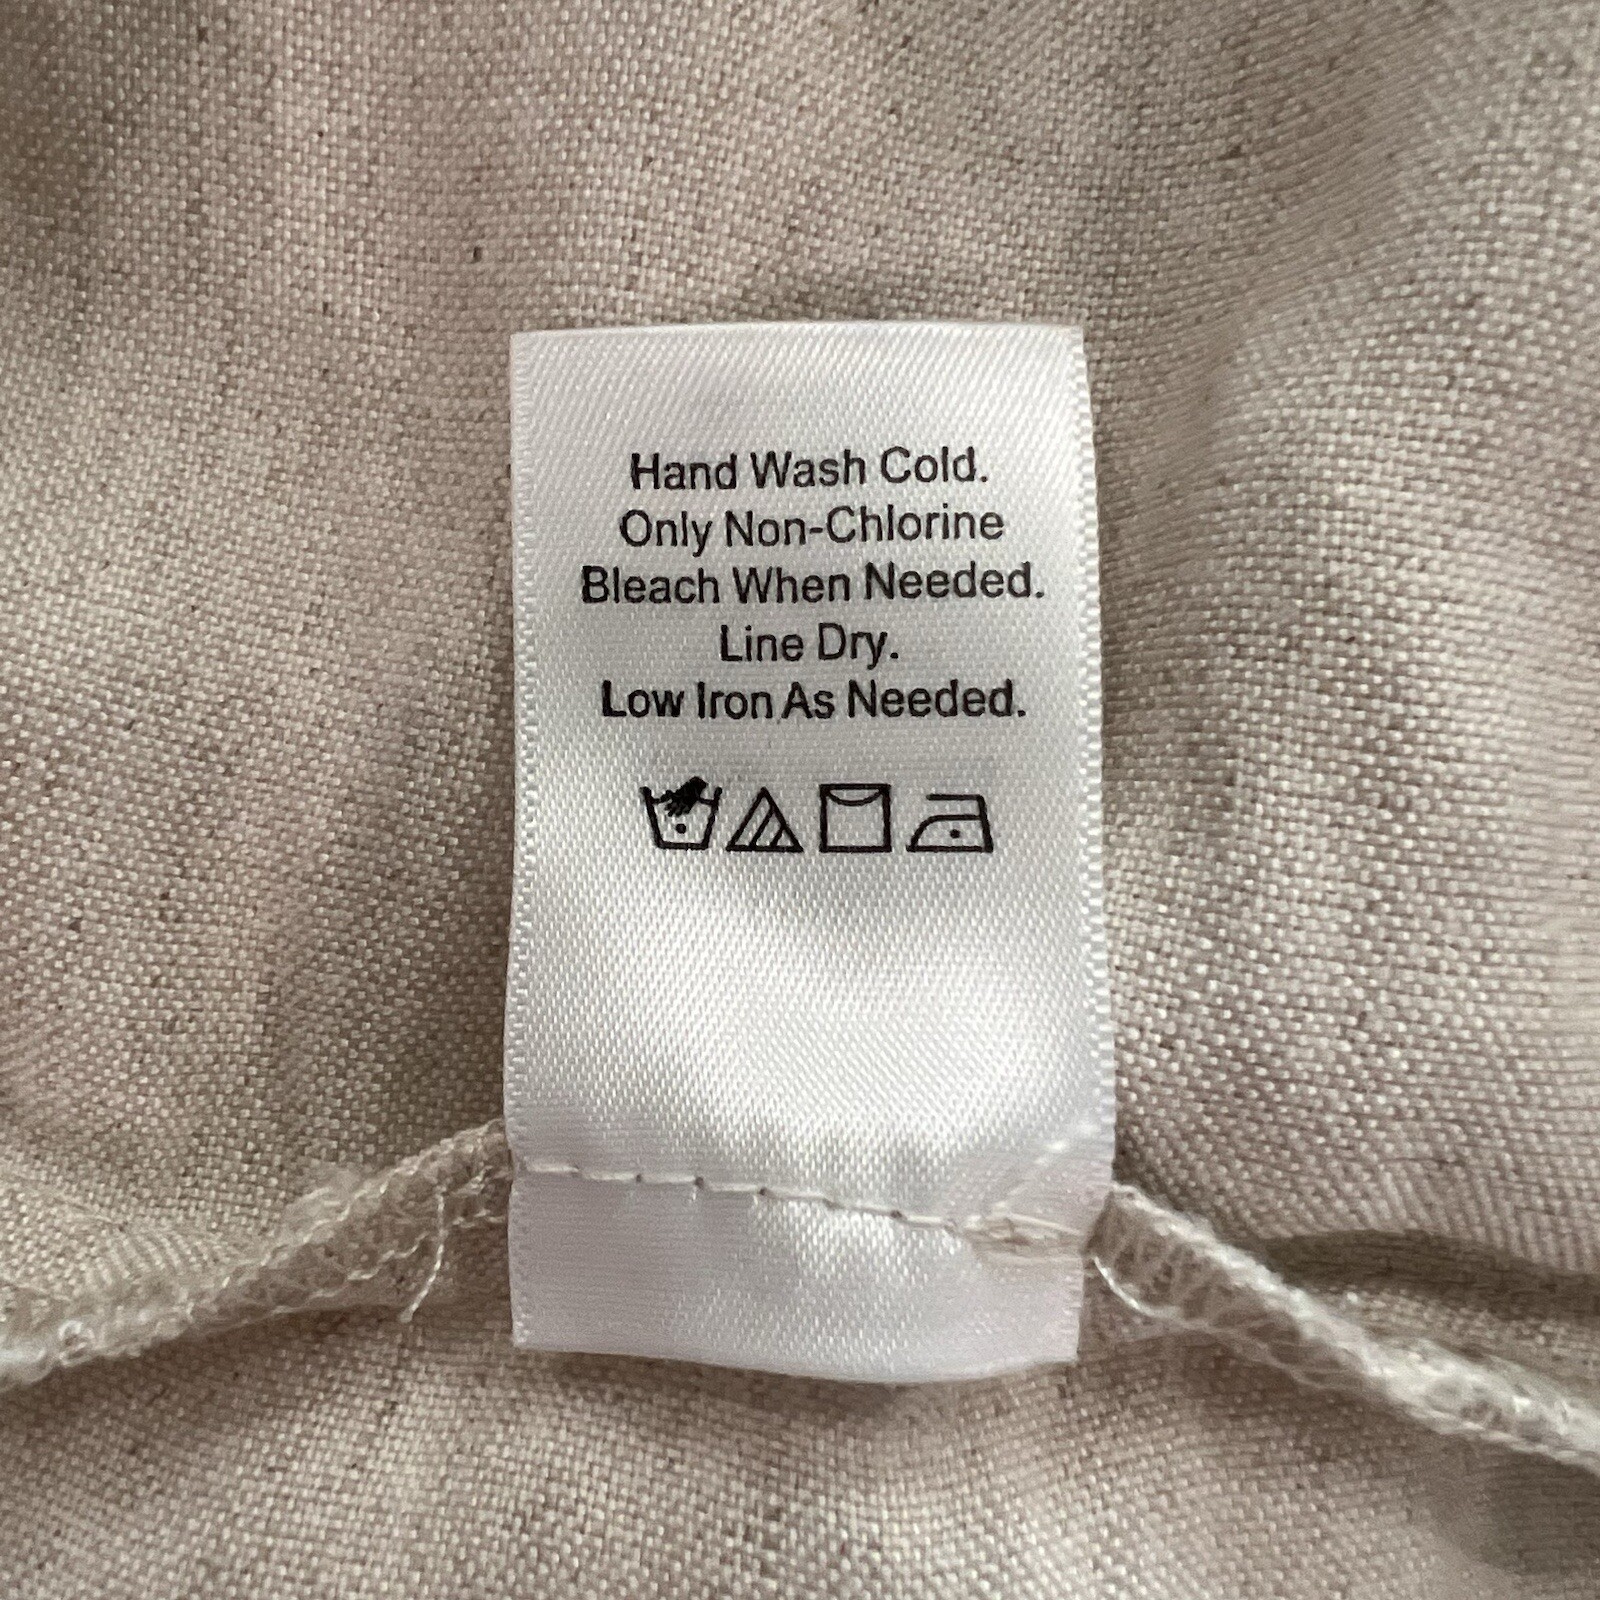 Hand Wash Cold.
Only Non-Chlorine
Bleach When Needed.
Line Dry.
Low Iron As Needed.